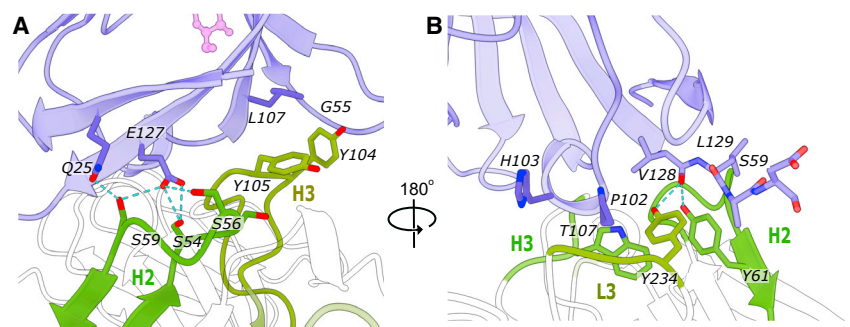 A
B
G55
L107
E127
Q25
Y104
Y105
H3
S56
S59
S54
H2
180°
L129
S59
H103
V128
P102
T107
H2
H3
Y234
Y61
L3